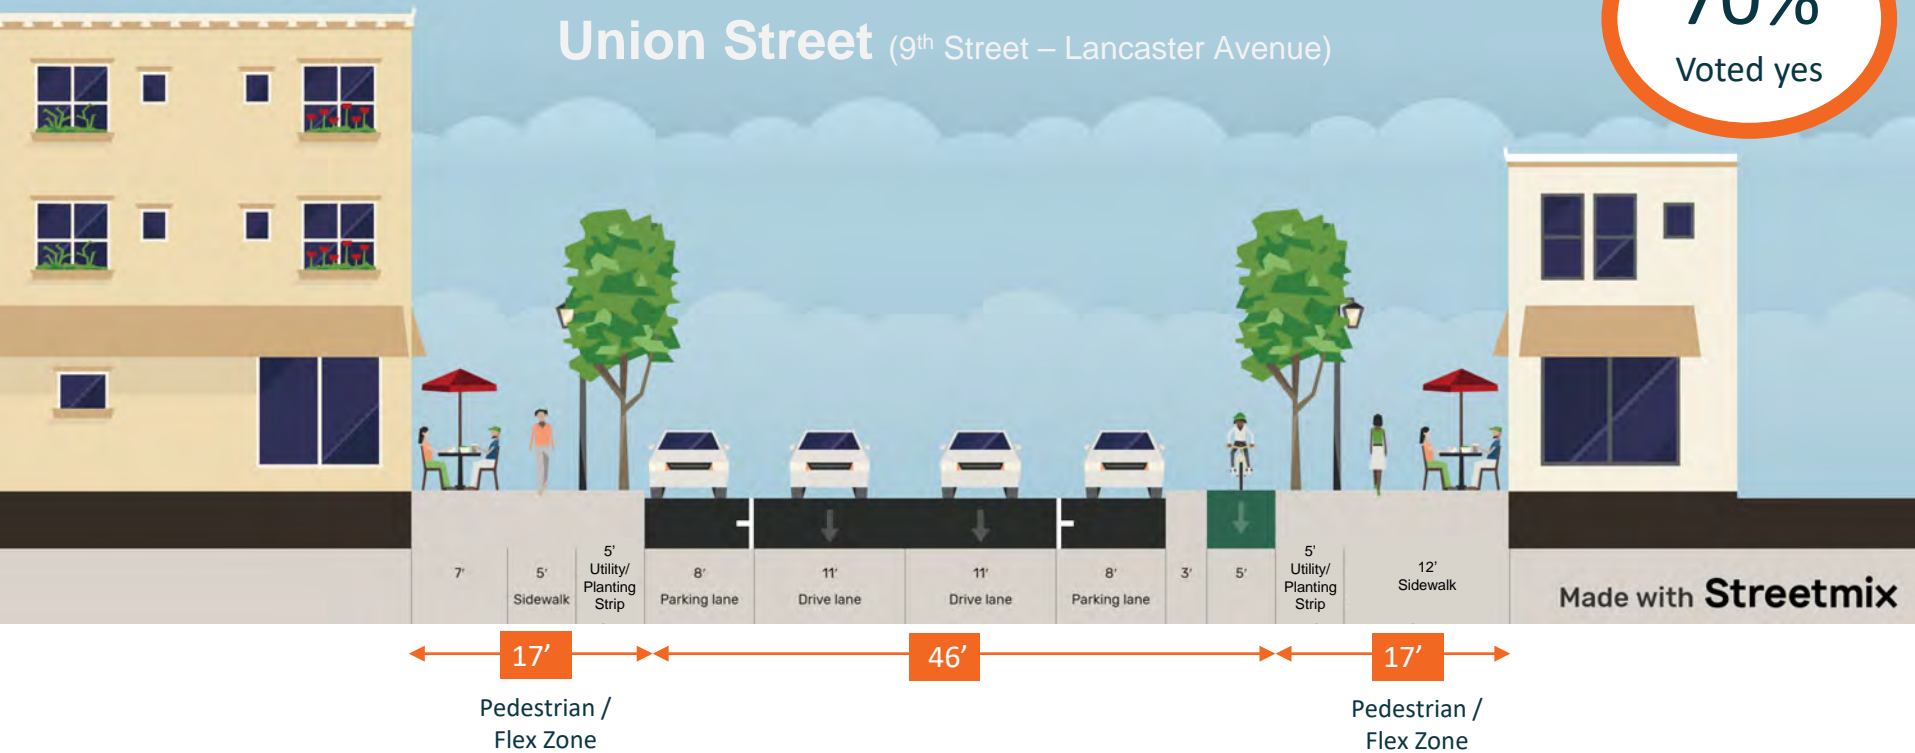 70%
Voted yes
Union Street (9th Street – Lancaster Avenue)
7'
5'
Sidewalk
5'
Utility/
Planting
Strip
8'
Parking lane
11'
Drive lane
11'
Drive lane
8'
Parking lane
3'
5'
5'
Utility/
Planting
Strip
12'
Sidewalk
Made with Streetmix
17’
46’
17’
Pedestrian /
Flex Zone
Pedestrian /
Flex Zone